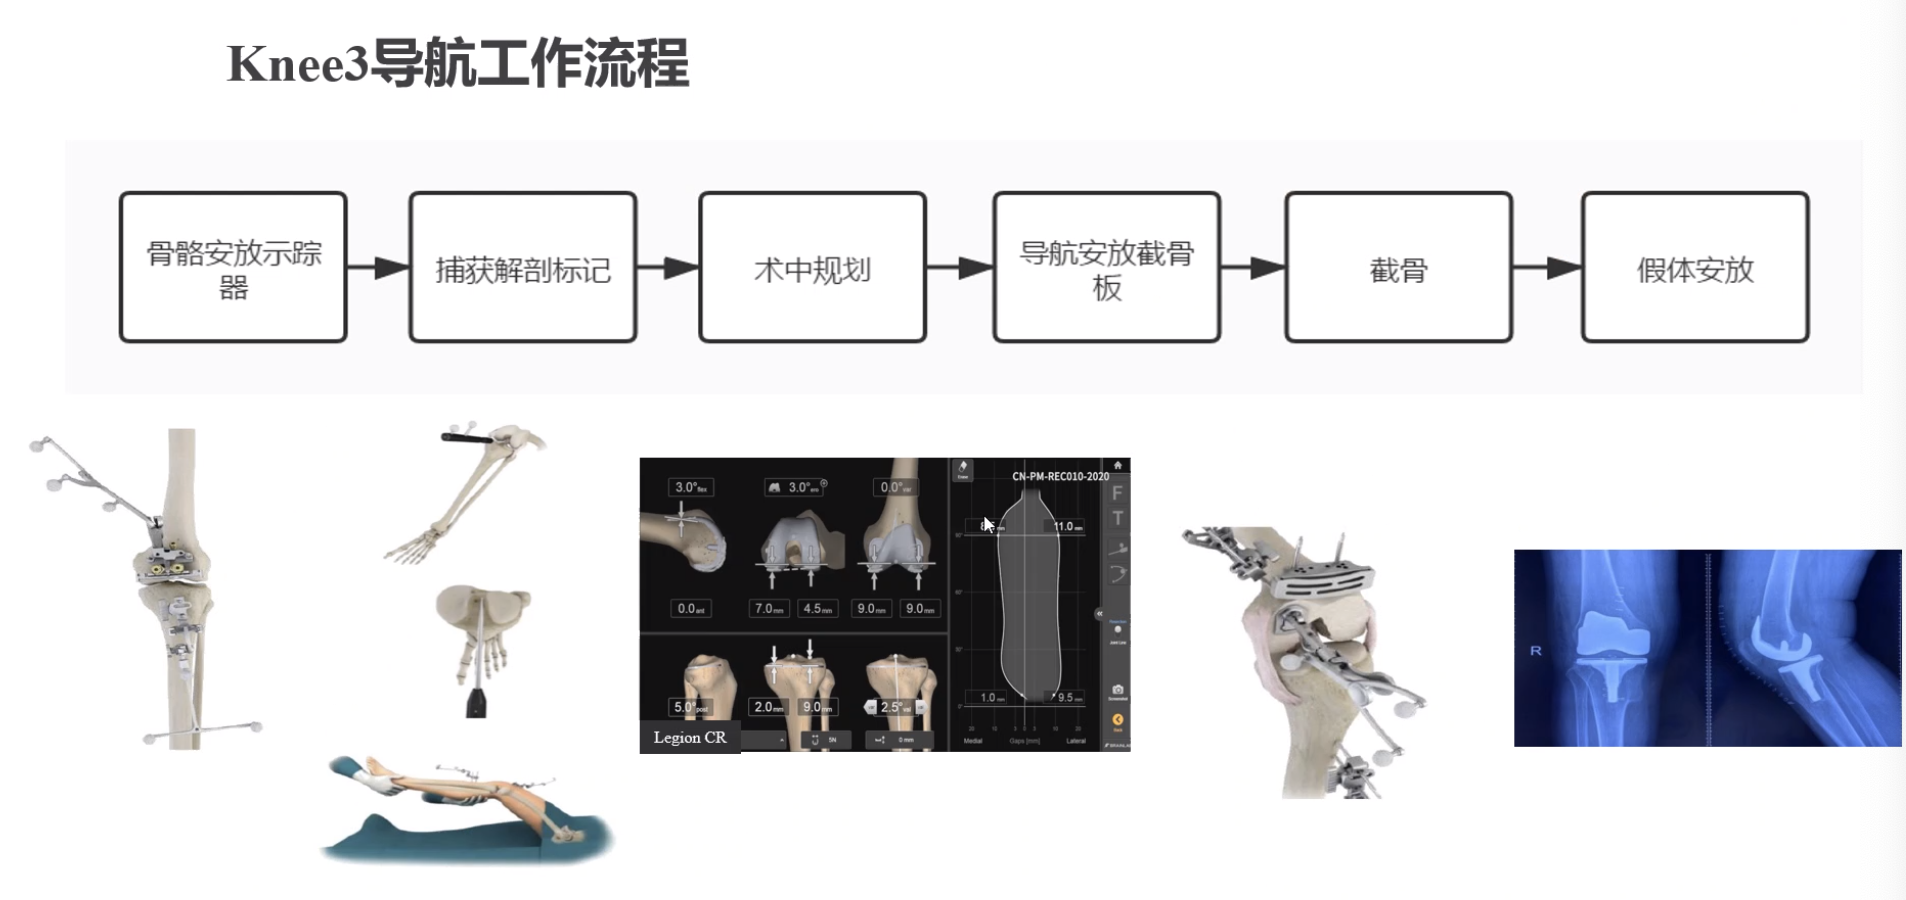 Knee3导航工作流程
骨骼安放示踪
器
捕获解剖标记
术中规划
导航安放截骨
板
截骨
假体安放
CN-PM-REC010-2020
3.0° flex
3.0°
0.0° var
F
T
11.0 mm
0.0 ant
7.0 mm
4.5 mm
9.0 mm
9.0 mm
5.0° post
2.0 mm
9.0 mm
2.5°
1.0 mm
9.5 mm
Legion CR
5N
0 mm
Medial
Gaps [mm]
Lateral
R